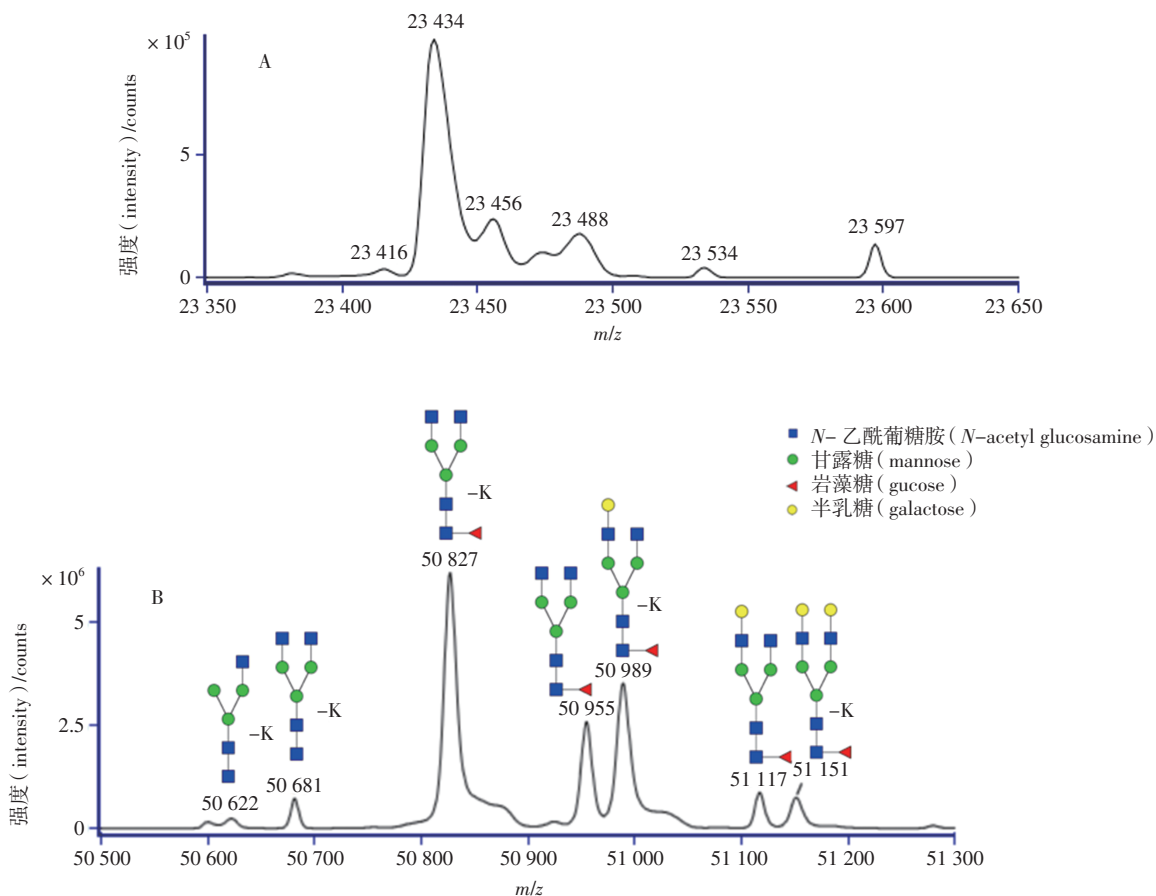 23 434
× 10⁵
A
5
23 456
23 488
23 416
23 534
23 597
0
强度(intensity)/counts
23 350
23 400
23 450
23 500
23 550
23 600
23 650
m/z
N-乙酰葡糖胺(N-acetyl glucosamine)
甘露糖(mannose)
岩藻糖(gucose)
半乳糖(galactose)
-K
50 827
× 10⁶
B
5
-K
50 989
-K
-K
50 955
-K
51 117
51 151
50 681
50 622
2.5
0
强度(intensity)/counts
50 500
50 600
50 700
50 800
50 900
51 000
51 100
51 200
51 300
m/z